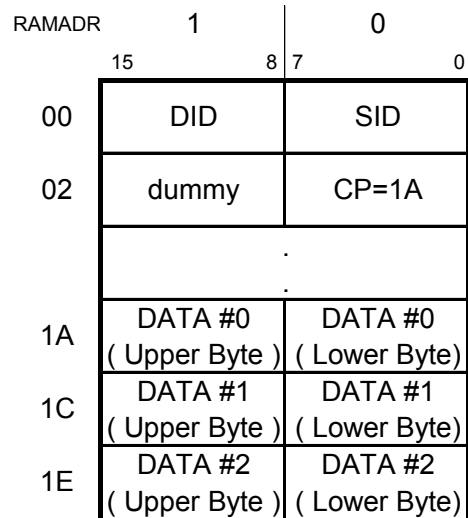 RAMADR 1 0
15 8 7 0
00 DID SID
02 dummy CP=1A
.
.
1A DATA #0 DATA #0
( Upper Byte ) ( Lower Byte)
1C DATA #1 DATA #1
( Upper Byte ) ( Lower Byte)
1E DATA #2 DATA #2
( Upper Byte ) ( Lower Byte)